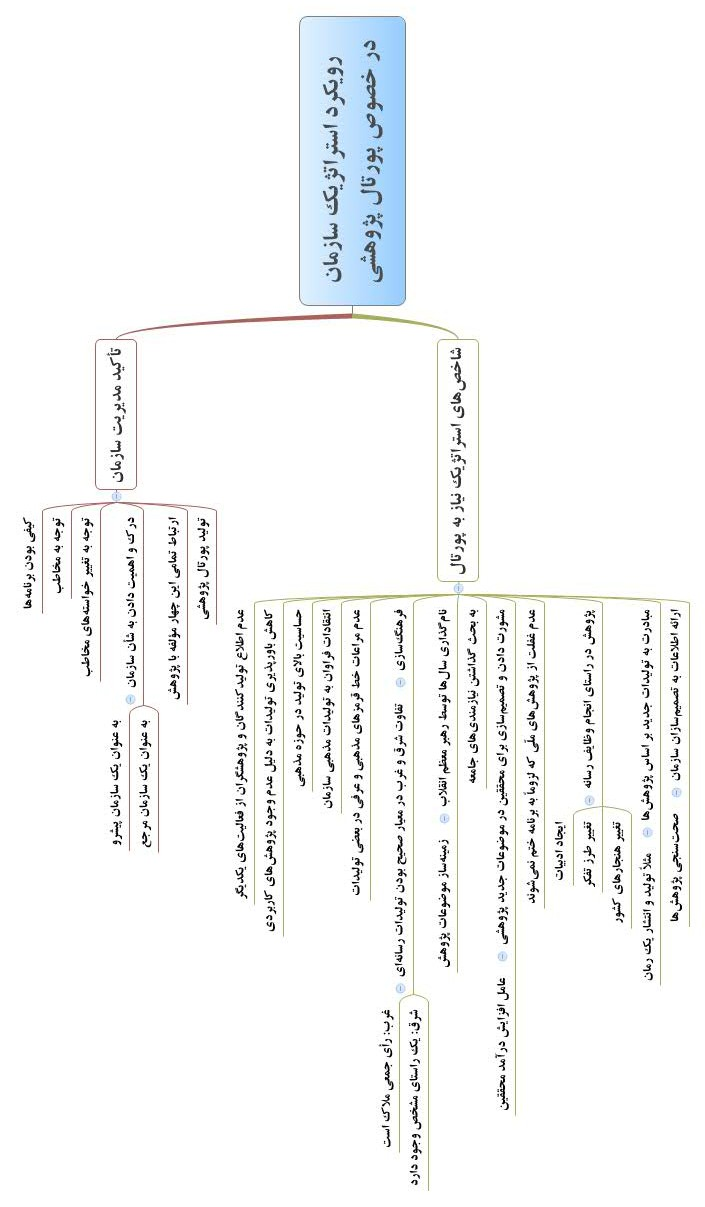 رویکرد استراتژیک سازمان
در خصوص پورتال پژوهشی
شاخص‌های استراتژیک نیاز به پورتال
ارائه اطلاعات به تصمیم‌سازان سازمان
صحت‌سنجی پژوهش‌ها
مبادرت به تولیدات جدید بر اساس پژوهش‌ها
مثلاً تولید و انتشار یک رمان
پژوهش در راستای انجام وظایف رسانه
تغییر هنجارهای کشور
تغییر طرز تفکر
ایجاد ادبیات
عدم غفلت از پژوهش‌های ملّی که لزوماً به برنامه ختم نمی‌شوند
مشورت دادن و تصمیم‌سازی برای محققین در موضوعات جدید پژوهشی
عامل افزایش درآمد محققین
به بحث گذاشتن نیازمندی‌های جامعه
نام‌گذاری سال‌ها توسط رهبر معظم انقلاب
زمینه‌ساز موضوعات پژوهش
فرهنگ‌سازی
تفاوت شرق و غرب در معیار صحیح بودن تولیدات رسانه‌ای
شرق: یک راستای مشخص وجود دارد
غرب: رأی جمعی ملاک است
عدم مراعات خط قرمزهای مذهبی و عرفی در بعضی تولیدات
انتقادات فراوان به تولیدات مذهبی سازمان
حساسیت بالای تولید در حوزه مذهبی
کاهش باورپذیری تولیدات به دلیل عدم وجود پژوهش‌های کاربردی
عدم اطلاع تولیدکنندگان و پژوهشگران از فعالیت‌های یکدیگر
تأکید مدیریت سازمان
تولید پورتال پژوهشی
ارتباط تمامی این چهار مؤلفه با پژوهش
درک و اهمیت دادن به شأن سازمان
به عنوان یک سازمان مرجع
به عنوان یک سازمان پیشرو
توجه به تغییر خواسته‌های مخاطب
توجه به مخاطب
کیفی بودن برنامه‌ها